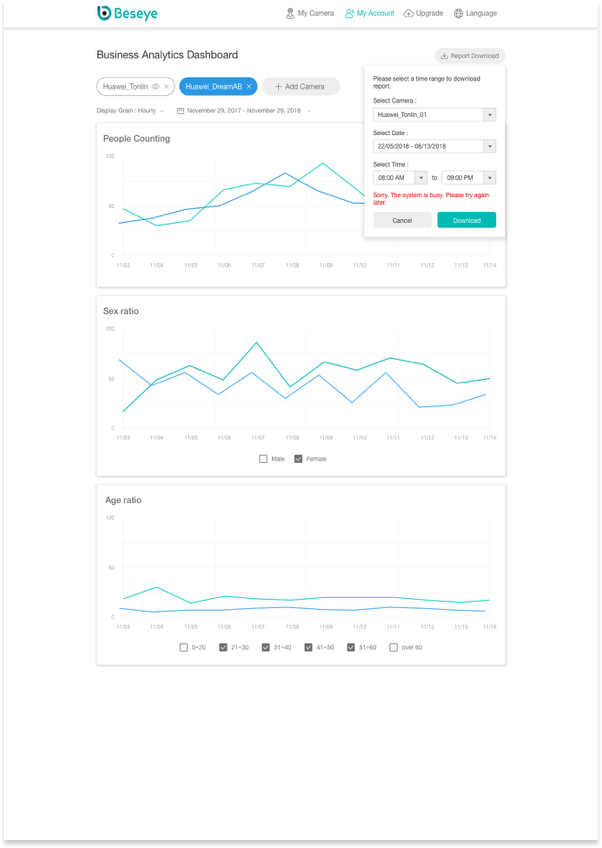 Beseye
My Camera
My Account
Upgrade
Language
Business Analytics Dashboard
Report Download
Huawei_Tonlin
Huawei_DreamAB
Add Camera
Display Grain : Hourly
November 29, 2017 - November 29, 2018
Please select a time range to download
report.
Select Camera :
Huawei_Tonlin_01
Select Date :
22/05/2018 - 08/13/2018
Select Time :
08:00 AM
to
09:00 PM
Sorry, The system is busy. Please try again
later.
Cancel
Download
People Counting
100
50
0
11/03 11/04 11/05 11/06 11/07 11/08 11/09 11/10 11/11 11/12 11/13 11/14
Sex ratio
100
50
0
11/03 11/04 11/05 11/06 11/07 11/08 11/09 11/10 11/11 11/12 11/13 11/14
Male
Female
Age ratio
100
50
0
11/03 11/04 11/05 11/06 11/07 11/08 11/09 11/10 11/11 11/12 11/13 11/14
0~20
21~30
31~40
41~50
51~60
over 60